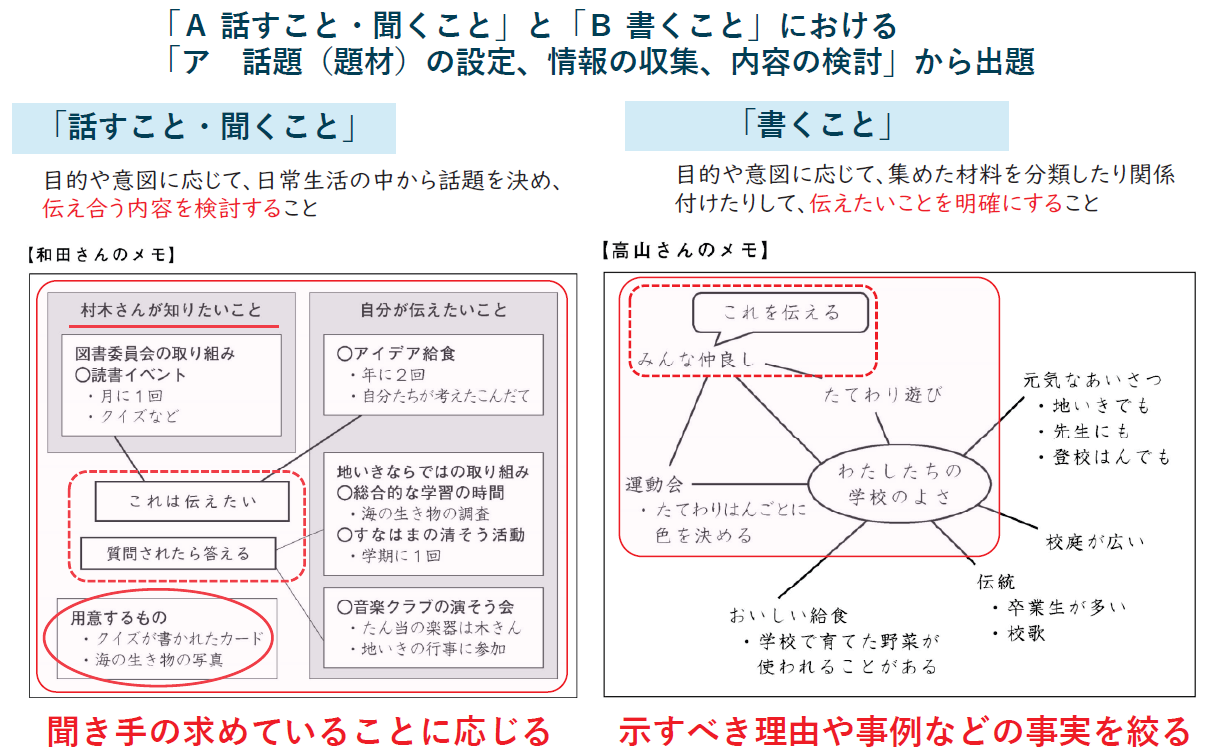 「Ａ 話すこと・聞くこと」と「Ｂ 書くこと」における
「ア　話題（題材）の設定、情報の収集、内容の検討」から出題
「話すこと・聞くこと」
目的や意図に応じて、日常生活の中から話題を決め、
伝え合う内容を検討すること
【和田さんのメモ】
村木さんが知りたいこと
図書委員会の取り組み
〇読書イベント
・月に１回
・クイズなど
自分が伝えたいこと
〇アイデア給食
・年に２回
・自分たちが考えたこんだて
これは伝えたい
質問されたら答える
地いきならではの取り組み
〇総合的な学習の時間
・海の生き物の調査
〇すなはまの清そう活動
・学期に１回
〇音楽クラブの演そう会
・たん当の楽器は木きん
・地いきの行事に参加
用意するもの
・クイズが書かれたカード
・海の生き物の写真
聞き手の求めていることに応じる
「書くこと」
目的や意図に応じて、集めた材料を分類したり関係
付けたりして、伝えたいことを明確にすること
【高山さんのメモ】
これを伝える
みんな仲良し
たてわり遊び
運動会
・たてわりはんごとに
色を決める
わたしたちの
学校のよさ
元気なあいさつ
・地いきでも
・先生にも
・登校はんでも
校庭が広い
伝統
・卒業生が多い
・校歌
おいしい給食
・学校で育てた野菜が
使われることがある
示すべき理由や事例などの事実を絞る